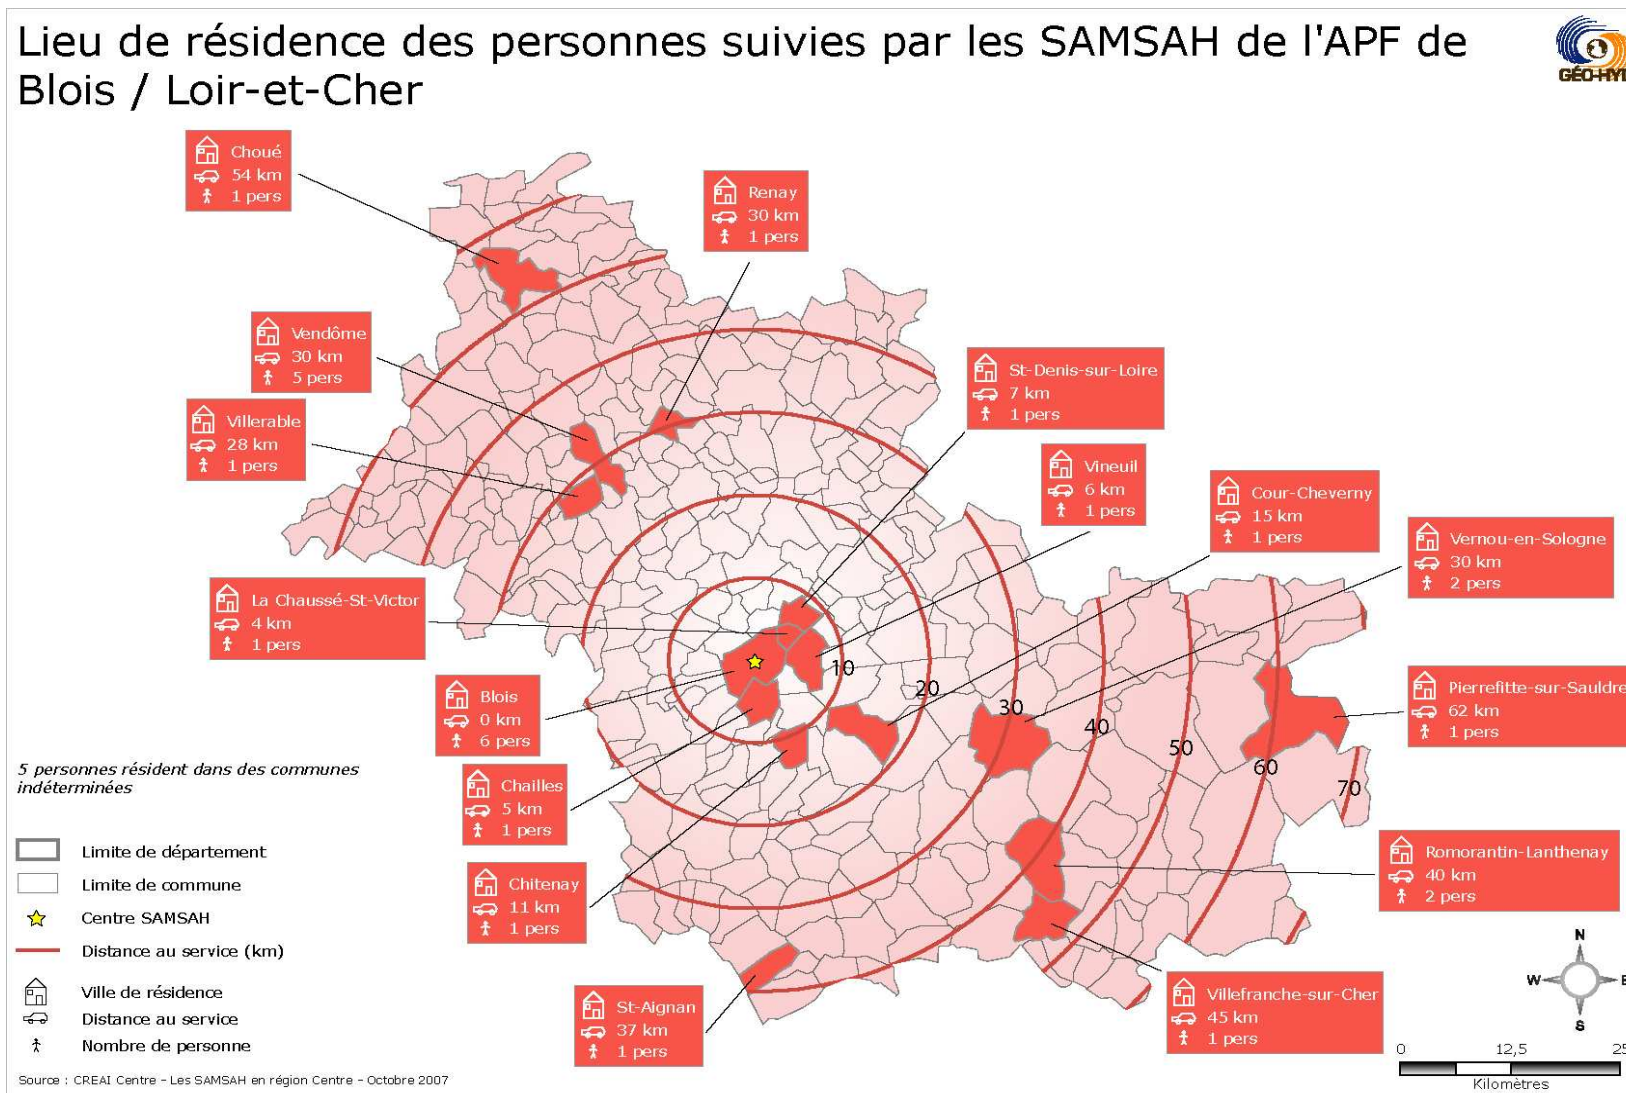 Lieu de résidence des personnes suivies par les SAMSAH de l'APF de
Blois / Loir-et-Cher
Choué
54 km
1 pers
Renay
30 km
1 pers
Vendôme
30 km
5 pers
Villerable
28 km
1 pers
St-Denis-sur-Loire
7 km
1 pers
Vineuil
6 km
1 pers
Cour-Cheverny
15 km
1 pers
Vernou-en-Sologne
30 km
2 pers
La Chaussé-St-Victor
4 km
1 pers
Blois
0 km
6 pers
Pierrefitte-sur-Sauldre
62 km
1 pers
Chailles
5 km
1 pers
Chitenay
11 km
1 pers
Romorantin-Lanthenay
40 km
2 pers
St-Aignan
37 km
1 pers
Villefranche-sur-Cher
45 km
1 pers
10
20
30
40
50
60
70
5 personnes résident dans des communes
indéterminées
Limite de département
Limite de commune
Centre SAMSAH
Distance au service (km)
Ville de résidence
Distance au service
Nombre de personne
Source : CREAI Centre - Les SAMSAH en région Centre - Octobre 2007
N
W
E
S
0 12,5 25
Kilomètres